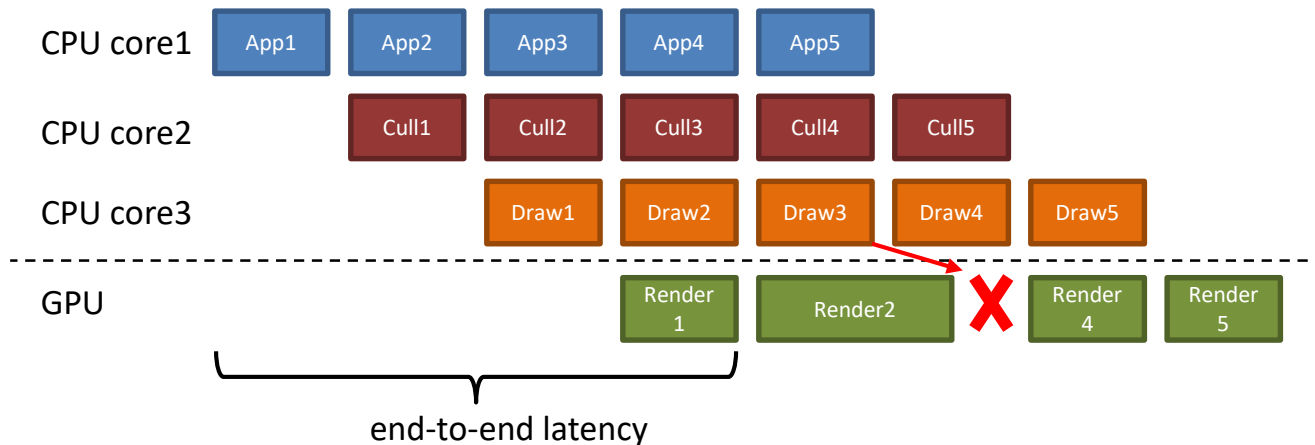 CPU core1
App1
App2
App3
App4
App5
CPU core2
Cull1
Cull2
Cull3
Cull4
Cull5
CPU core3
Draw1
Draw2
Draw3
Draw4
Draw5
GPU
Render
1
Render2
Render
4
Render
5
end-to-end latency